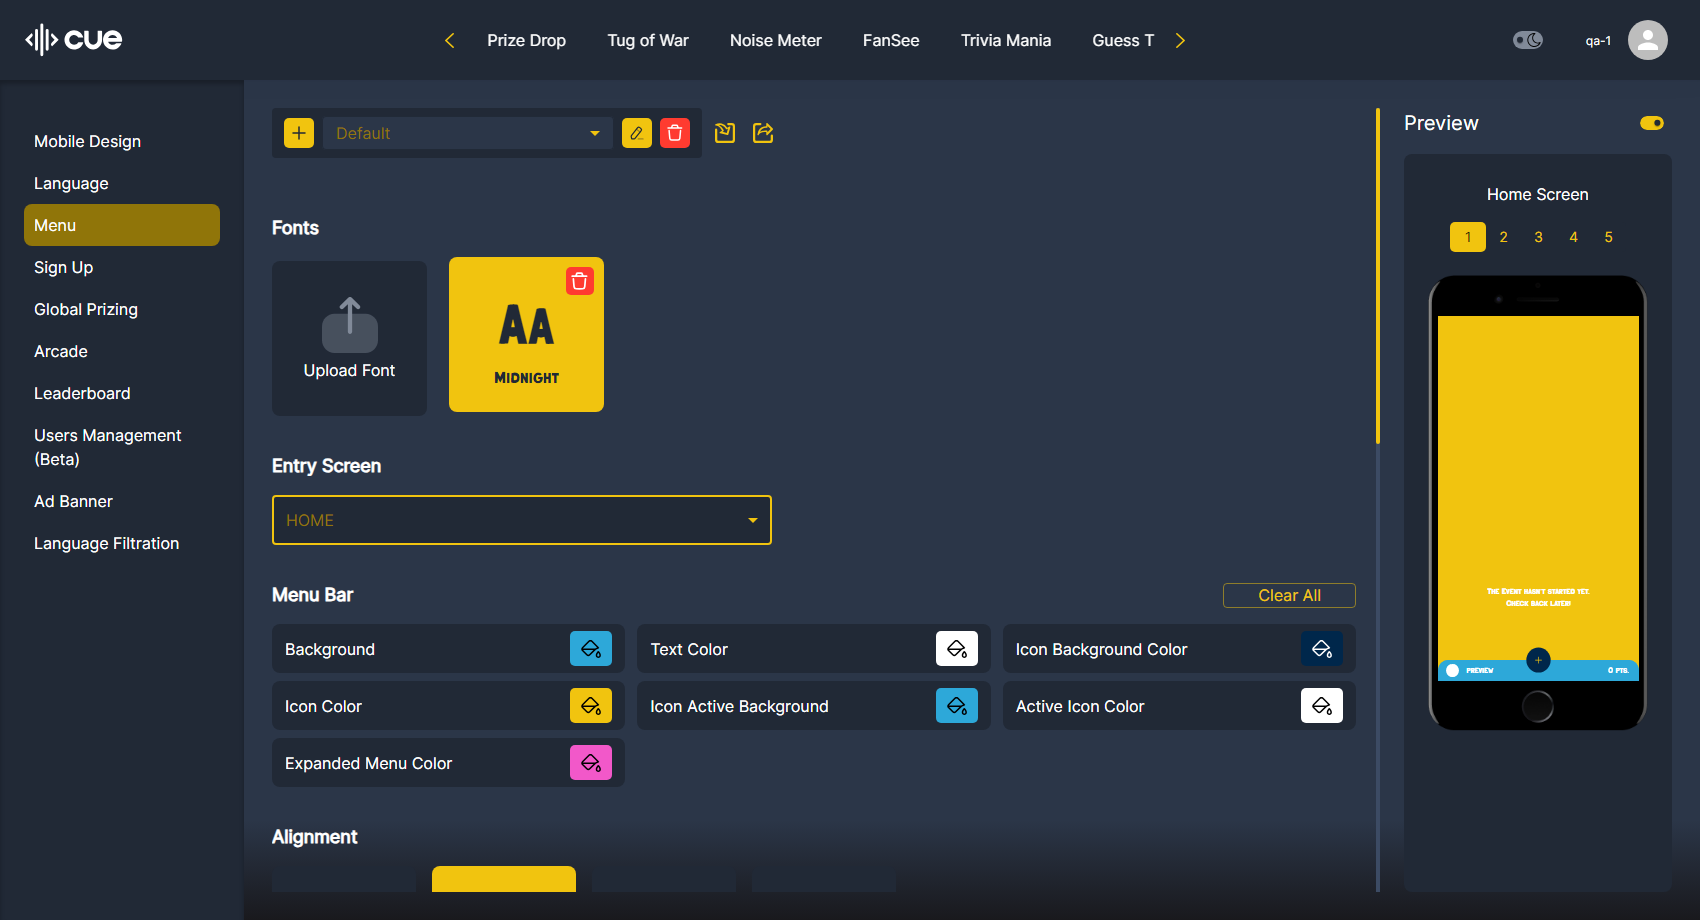 cue
Prize Drop
Tug of War
Noise Meter
FanSee
Trivia Mania
Guess T
qa-1
Mobile Design
Language
Menu
Sign Up
Global Prizing
Arcade
Leaderboard
Users Management
(Beta)
Ad Banner
Language Filtration
Default
Fonts
Upload Font
AA
MIDNIGHT
Entry Screen
HOME
Menu Bar
Clear All
Background
Text Color
Icon Background Color
Icon Color
Icon Active Background
Active Icon Color
Expanded Menu Color
Alignment
Preview
Home Screen
1 2 3 4 5
THE EVENT HASN'T STARTED YET.
CHECK BACK LATER!
PREVIEW
0 PTS.